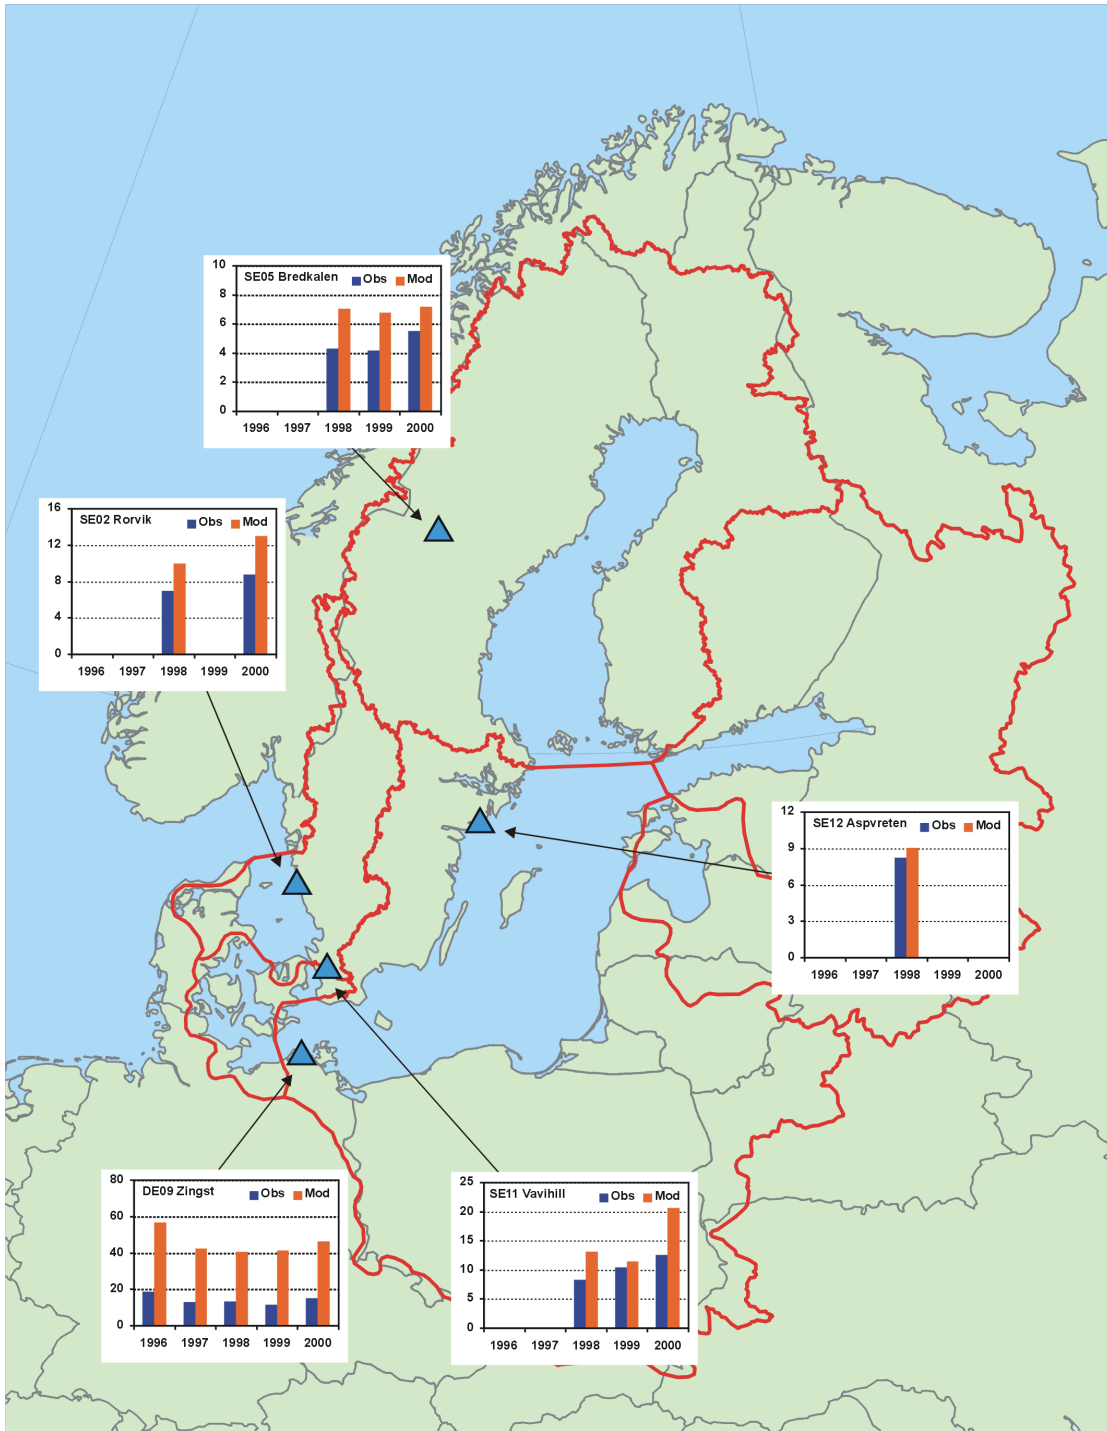 SE05 Bredkalen Obs Mod
10
8
6
4
2
0
1996 1997 1998 1999 2000
SE02 Rorvik Obs Mod
16
12
8
4
0
1996 1997 1998 1999 2000
SE12 Aspvreten Obs Mod
12
9
6
3
0
1996 1997 1998 1999 2000
DE09 Zingst Obs Mod
80
60
40
20
0
1996 1997 1998 1999 2000
SE11 Vavihill Obs Mod
25
20
15
10
5
0
1996 1997 1998 1999 2000